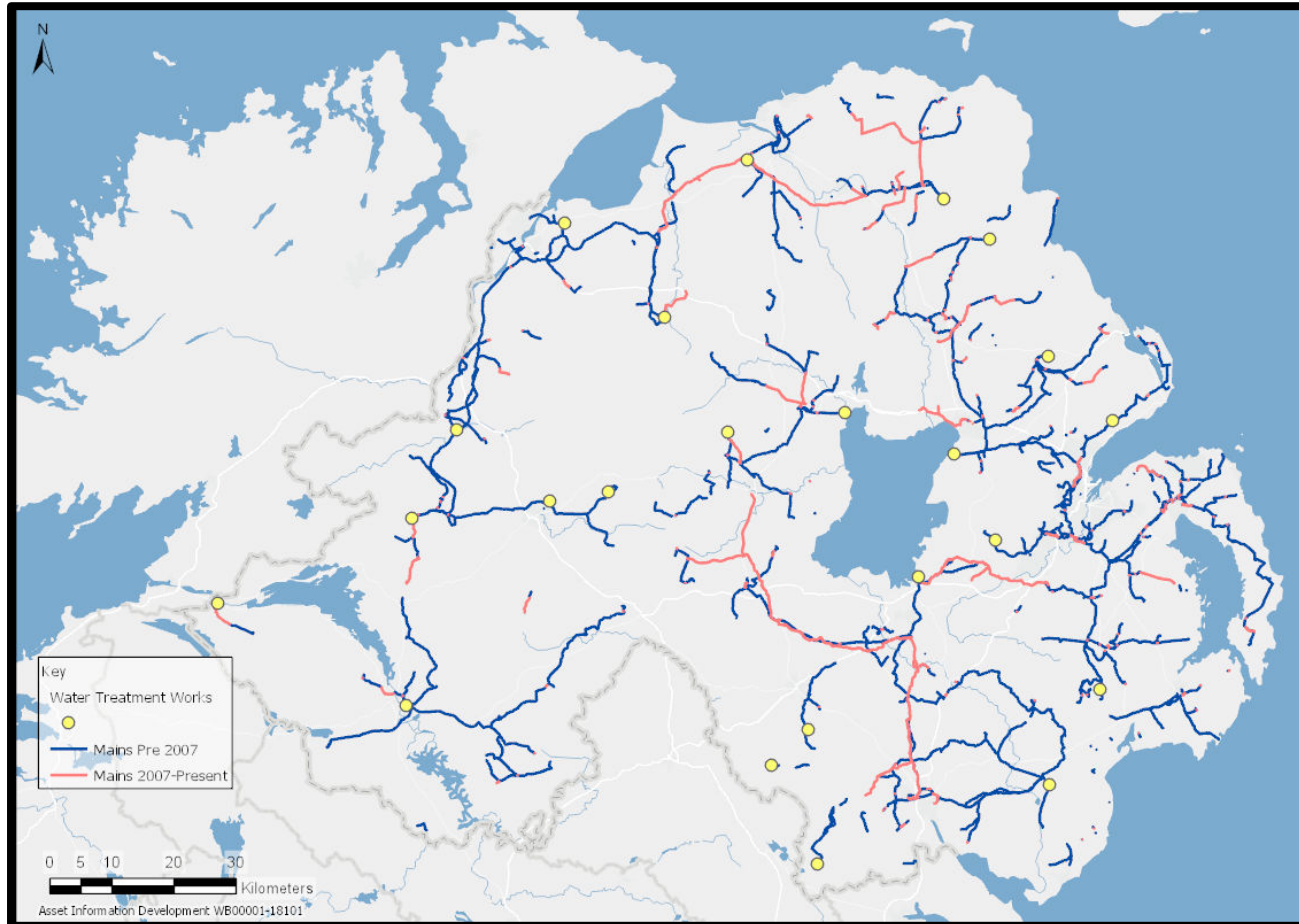 N
Key
Water Treatment Works
Mains Pre 2007
Mains 2007-Present
0 5 10 20 30
Kilometers
Asset Information Development WB00001-18101